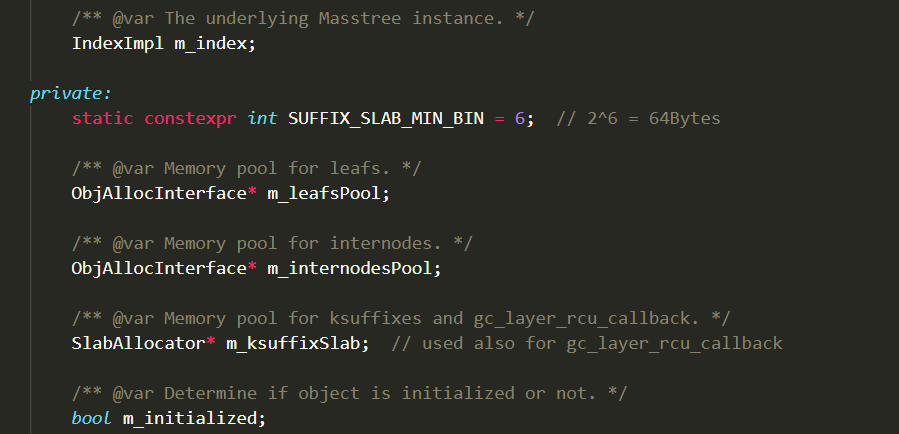 /** @var The underlying Masstree instance. */
IndexImpl m_index;
private:
static constexpr int SUFFIX_SLAB_MIN_BIN = 6;  // 2^6 = 64Bytes
/** @var Memory pool for leafs. */
ObjAllocInterface* m_leafsPool;
/** @var Memory pool for internodes. */
ObjAllocInterface* m_internodesPool;
/** @var Memory pool for ksuffixes and gc_layer_rcu_callback. */
SlabAllocator* m_ksuffixSlab;  // used also for gc_layer_rcu_callback
/** @var Determine if object is initialized or not. */
bool m_initialized;